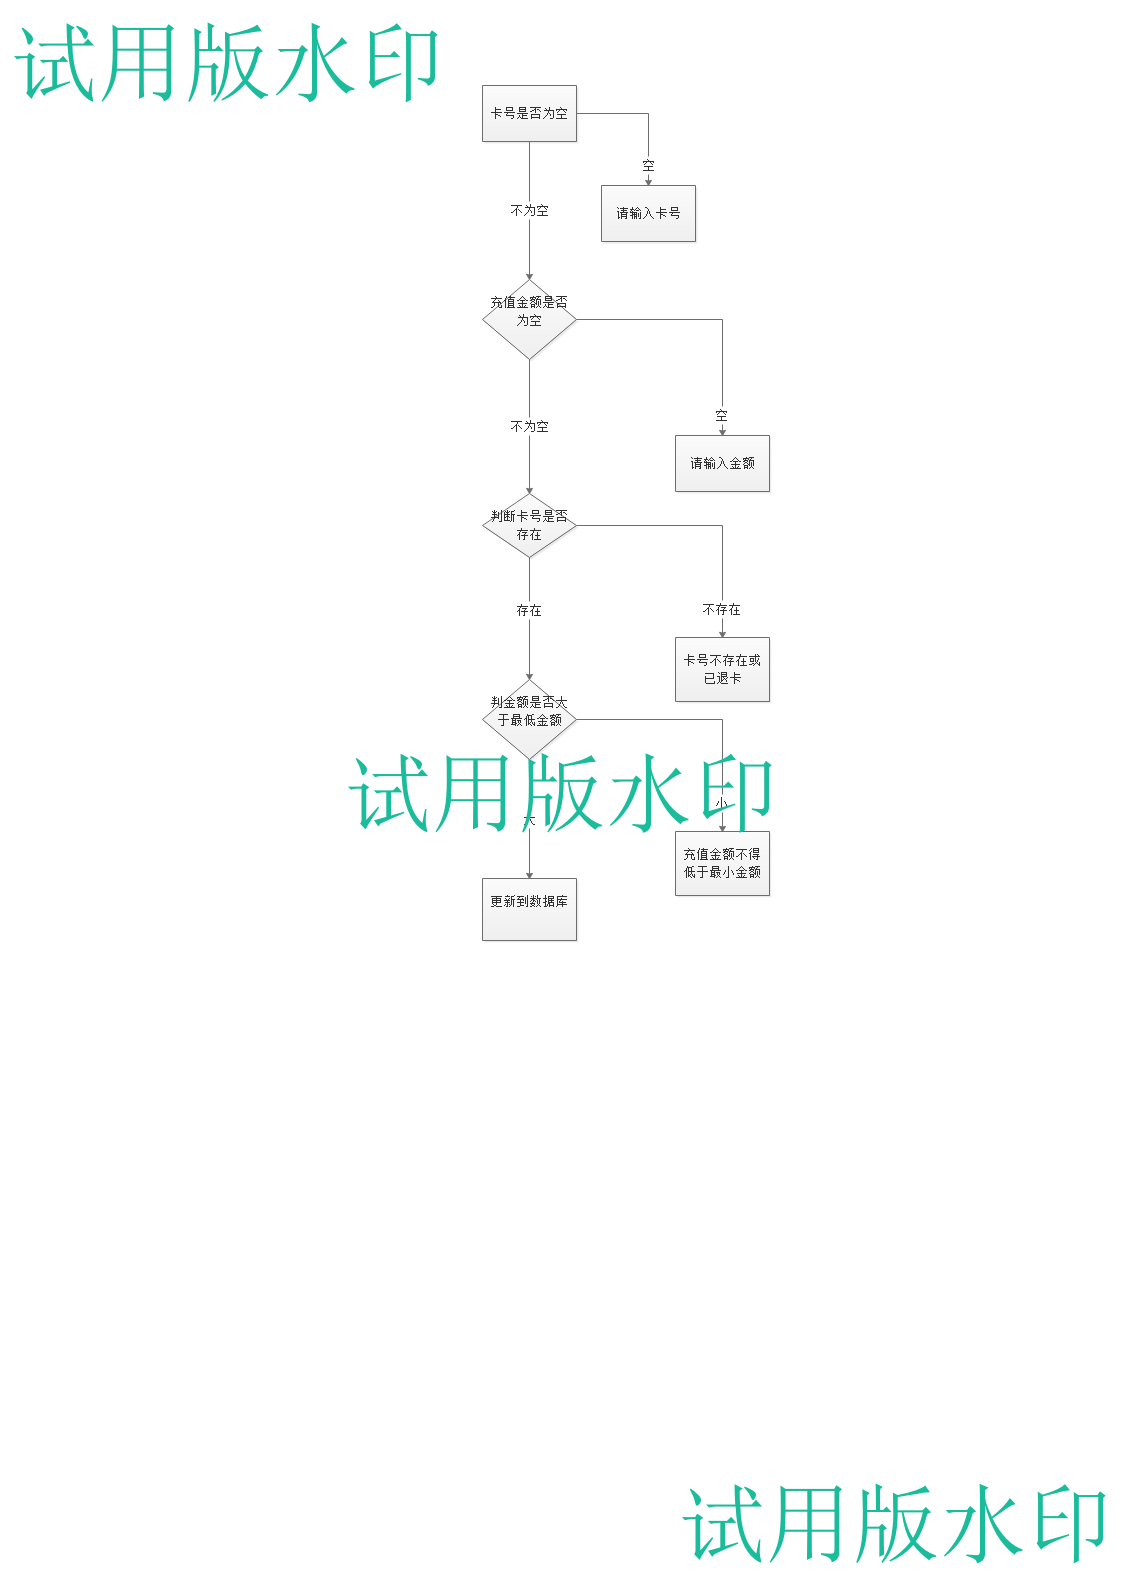 试用版水印
卡号是否为空
空
不为空
请输入卡号
充值金额是否
为空
空
不为空
请输入金额
判断卡号是否
存在
存在
不存在
卡号不存在或
已退卡
判金额是否大
于最低金额
试用版水印
小
大
充值金额不得
低于最小金额
更新到数据库
试用版水印